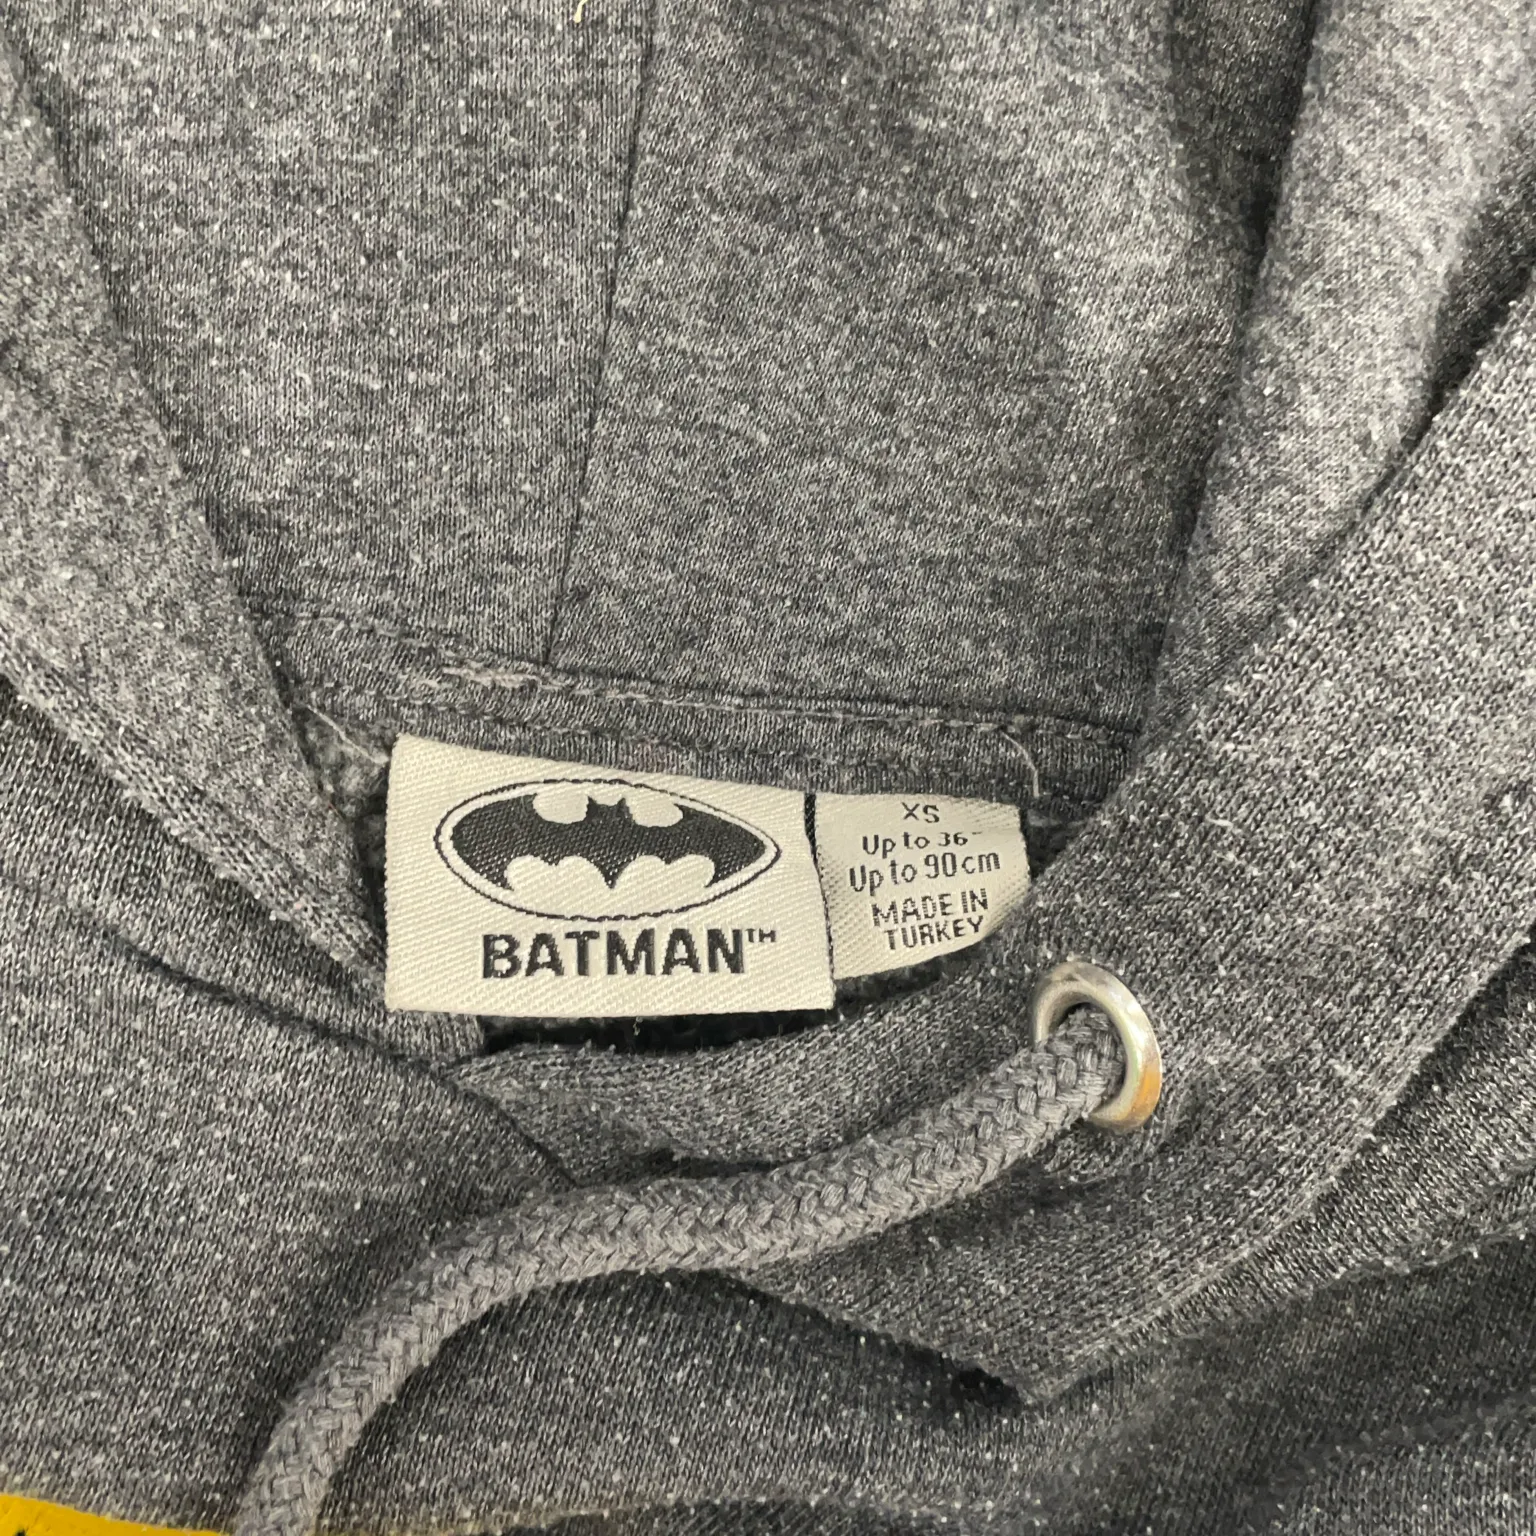 BATMAN™
XS
Up to 36"
Up to 90cm
MADE IN
TURKEY